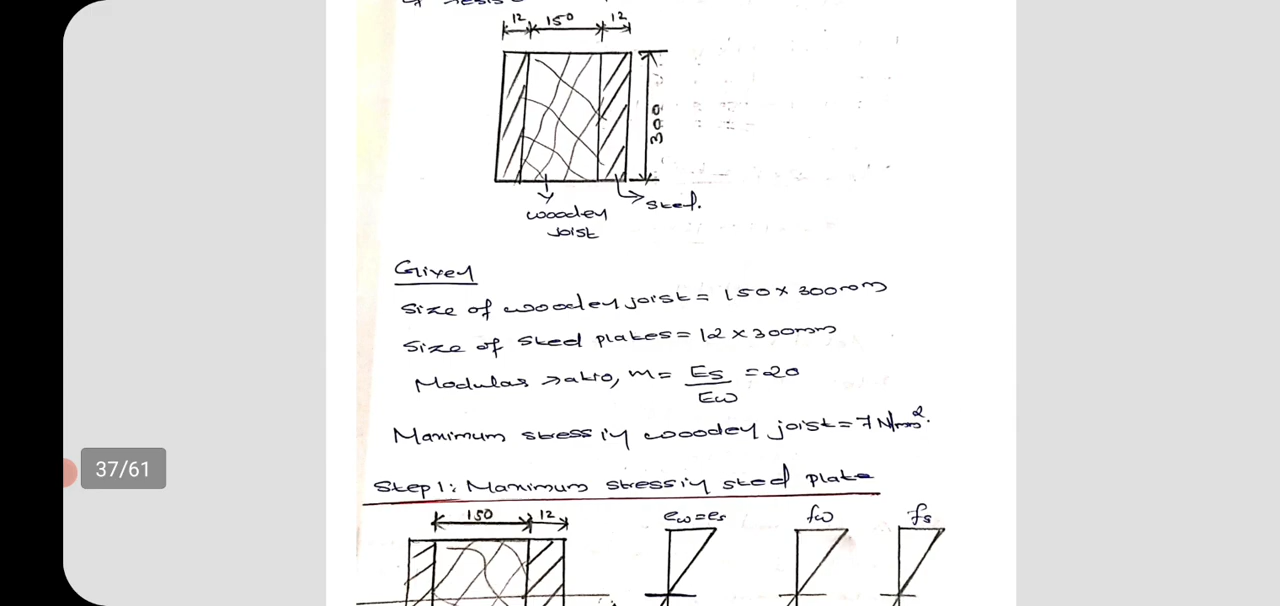 12 150 12
300
wooden steel.
joist
Given
Size of wooden joist = 150 × 300mm
Size of steel plates = 12 × 300mm
Modular ratio, m = Es/Ew = 20
Maximum stress in wooden joist = 7 N/mm².
37/61
Step 1: Maximum stress in steel plate
150 12 ew = es fw fs